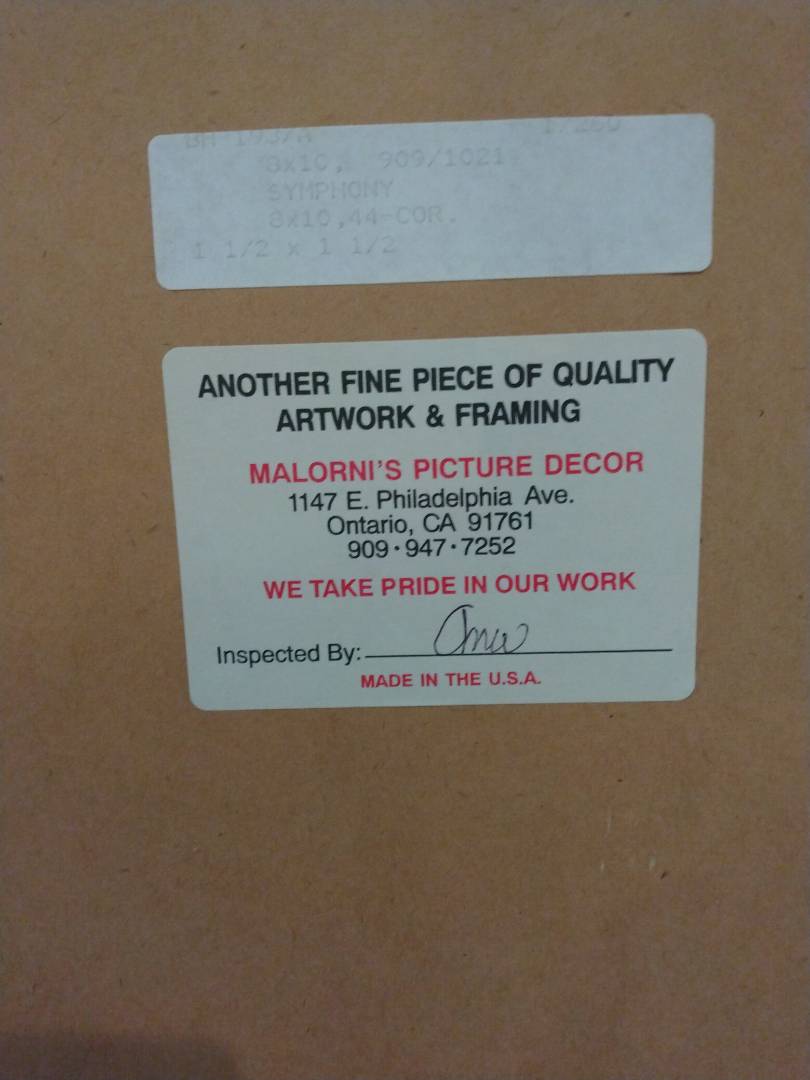 8x10, 909/1021
SYMPHONY
8x10,44-COR.
1 1/2 x 1 1/2
ANOTHER FINE PIECE OF QUALITY
ARTWORK & FRAMING
MALORNI'S PICTURE DECOR
1147 E. Philadelphia Ave.
Ontario, CA 91761
909·947·7252
WE TAKE PRIDE IN OUR WORK
Inspected By:
MADE IN THE U.S.A.